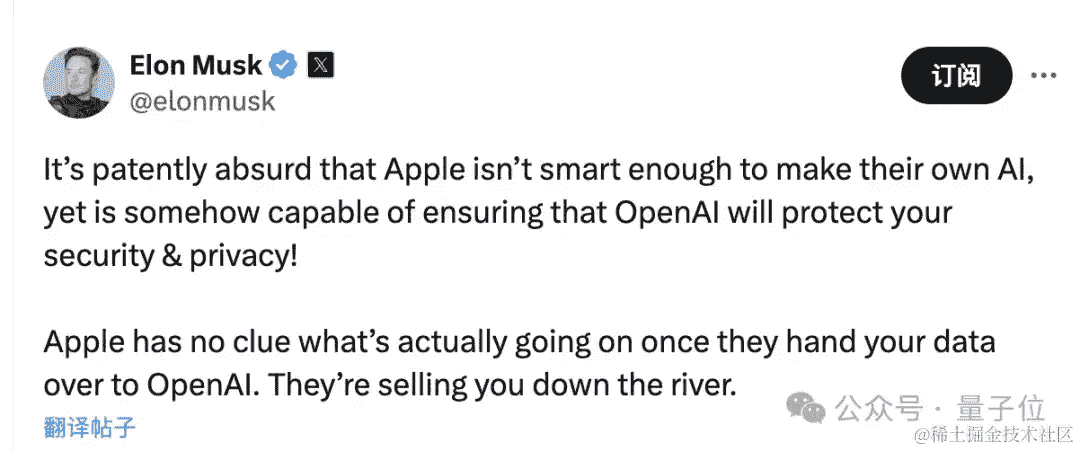 Elon Musk
订阅
@elonmusk
It’s patently absurd that Apple isn’t smart enough to make their own AI,
yet is somehow capable of ensuring that OpenAI will protect your
security & privacy!
Apple has no clue what’s actually going on once they hand your data
over to OpenAI. They’re selling you down the river.
翻译帖子
公众号 · 量子位
@稀土掘金技术社区